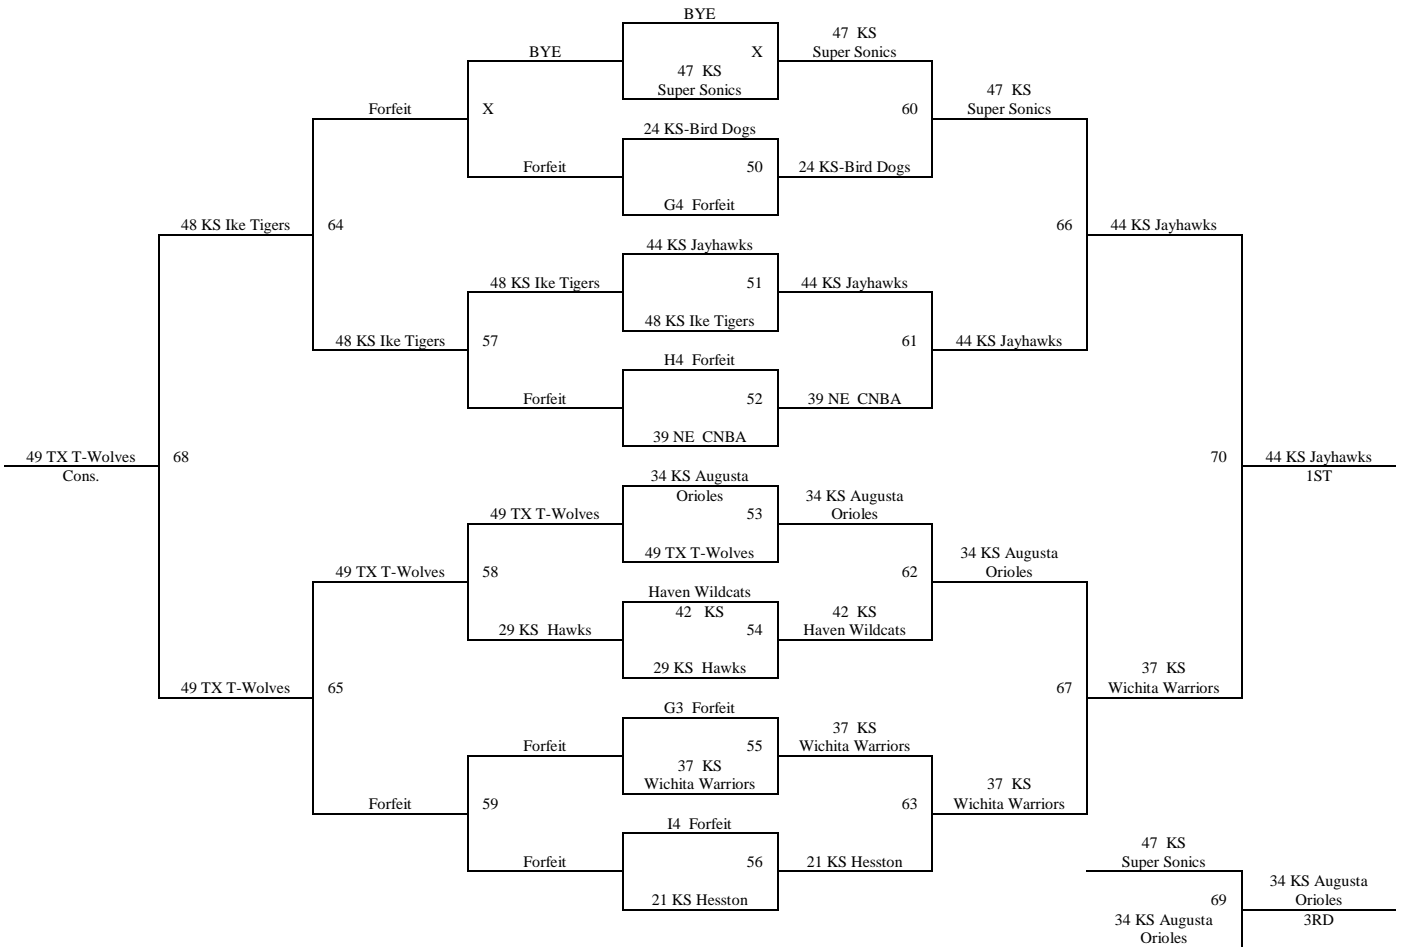 BYE
BYE
X
47 KS
Super Sonics
47 KS
Super Sonics
Forfeit
X
60
47 KS
Super Sonics
24 KS-Bird Dogs
Forfeit
50
24 KS-Bird Dogs
G4 Forfeit
48 KS Ike Tigers
64
66
44 KS Jayhawks
44 KS Jayhawks
48 KS Ike Tigers
51
44 KS Jayhawks
48 KS Ike Tigers
48 KS Ike Tigers
57
61
44 KS Jayhawks
H4 Forfeit
Forfeit
52
39 NE CNBA
39 NE CNBA
49 TX T-Wolves
Cons.
68
70
44 KS Jayhawks
1ST
34 KS Augusta
Orioles
49 TX T-Wolves
53
34 KS Augusta
Orioles
49 TX T-Wolves
49 TX T-Wolves
58
62
34 KS Augusta
Orioles
Haven Wildcats
42 KS
29 KS Hawks
54
42 KS
Haven Wildcats
29 KS Hawks
49 TX T-Wolves
65
67
37 KS
Wichita Warriors
G3 Forfeit
Forfeit
55
37 KS
Wichita Warriors
37 KS
Wichita Warriors
Forfeit
59
63
37 KS
Wichita Warriors
I4 Forfeit
Forfeit
56
21 KS Hesston
21 KS Hesston
47 KS
Super Sonics
69
34 KS Augusta
Orioles
3RD
34 KS Augusta
Orioles